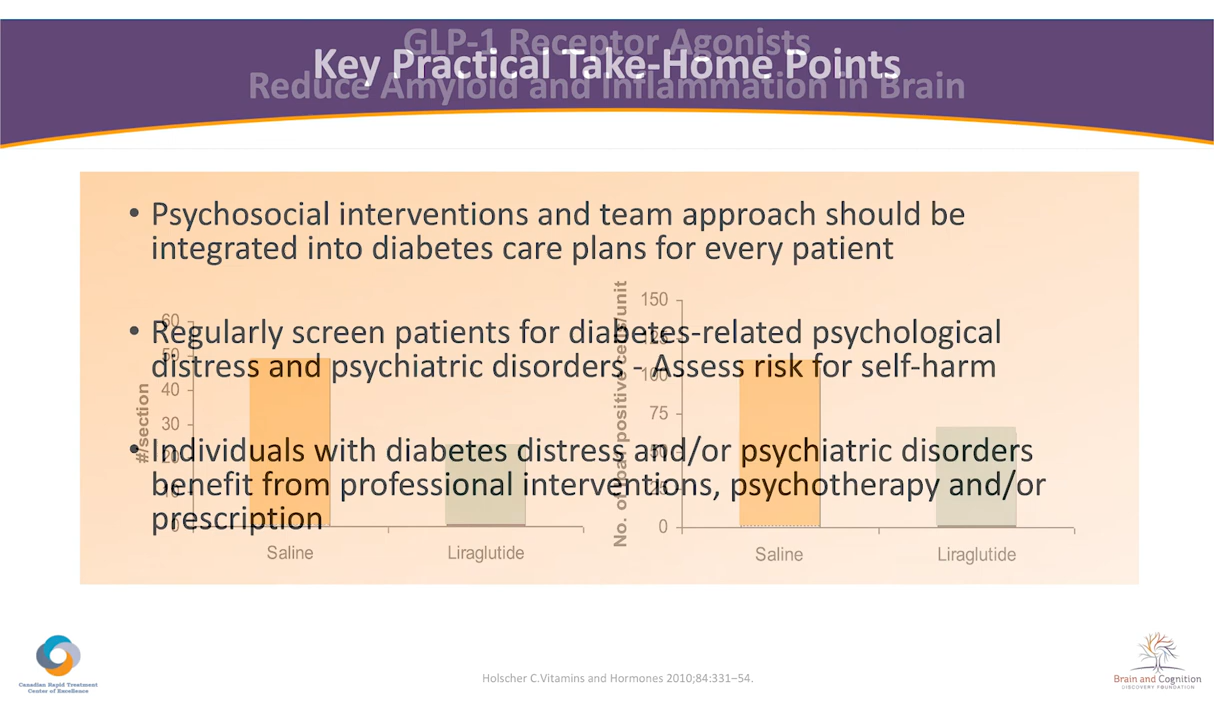 GLP-1 Receptor Agonists
Key Practical Take-Home Points
Reduce Amyloid and Inflammation in Brain
• Psychosocial interventions and team approach should be
integrated into diabetes care plans for every patient
• Regularly screen patients for diabetes-related psychological
distress and psychiatric disorders - Assess risk for self-harm
• Individuals with diabetes distress and/or psychiatric disorders
benefit from professional interventions, psychotherapy and/or
prescription
#/section
60
50
40
30
20
10
0
Saline
Liraglutide
No. of positive cells/unit
150
125
100
75
50
25
0
Saline
Liraglutide
Canadian Rapid Treatment
Center of Excellence
Holscher C.Vitamins and Hormones 2010;84:331–54.
Brain and Cognition
DISCOVERY FOUNDATION